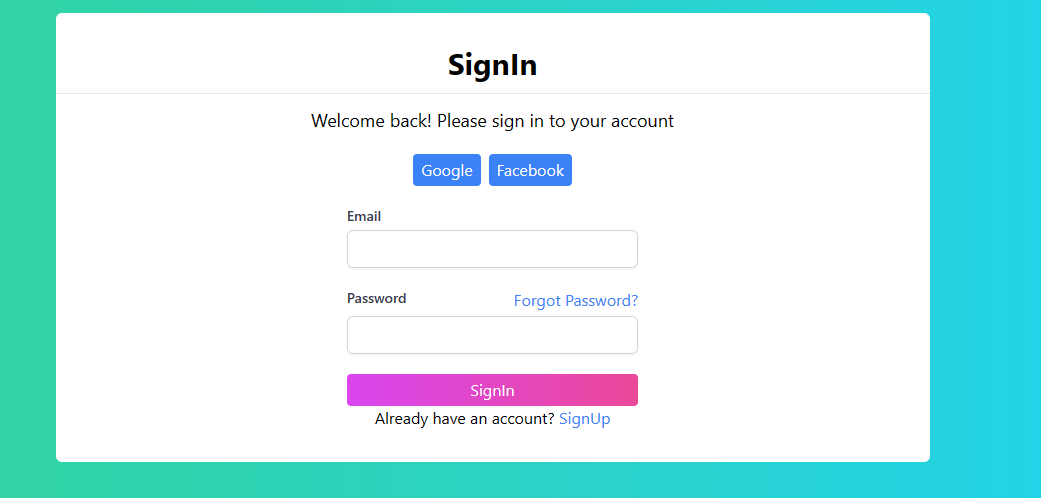 SignIn
Welcome back! Please sign in to your account
Google Facebook
Email
Password Forgot Password?
SignIn
Already have an account? SignUp